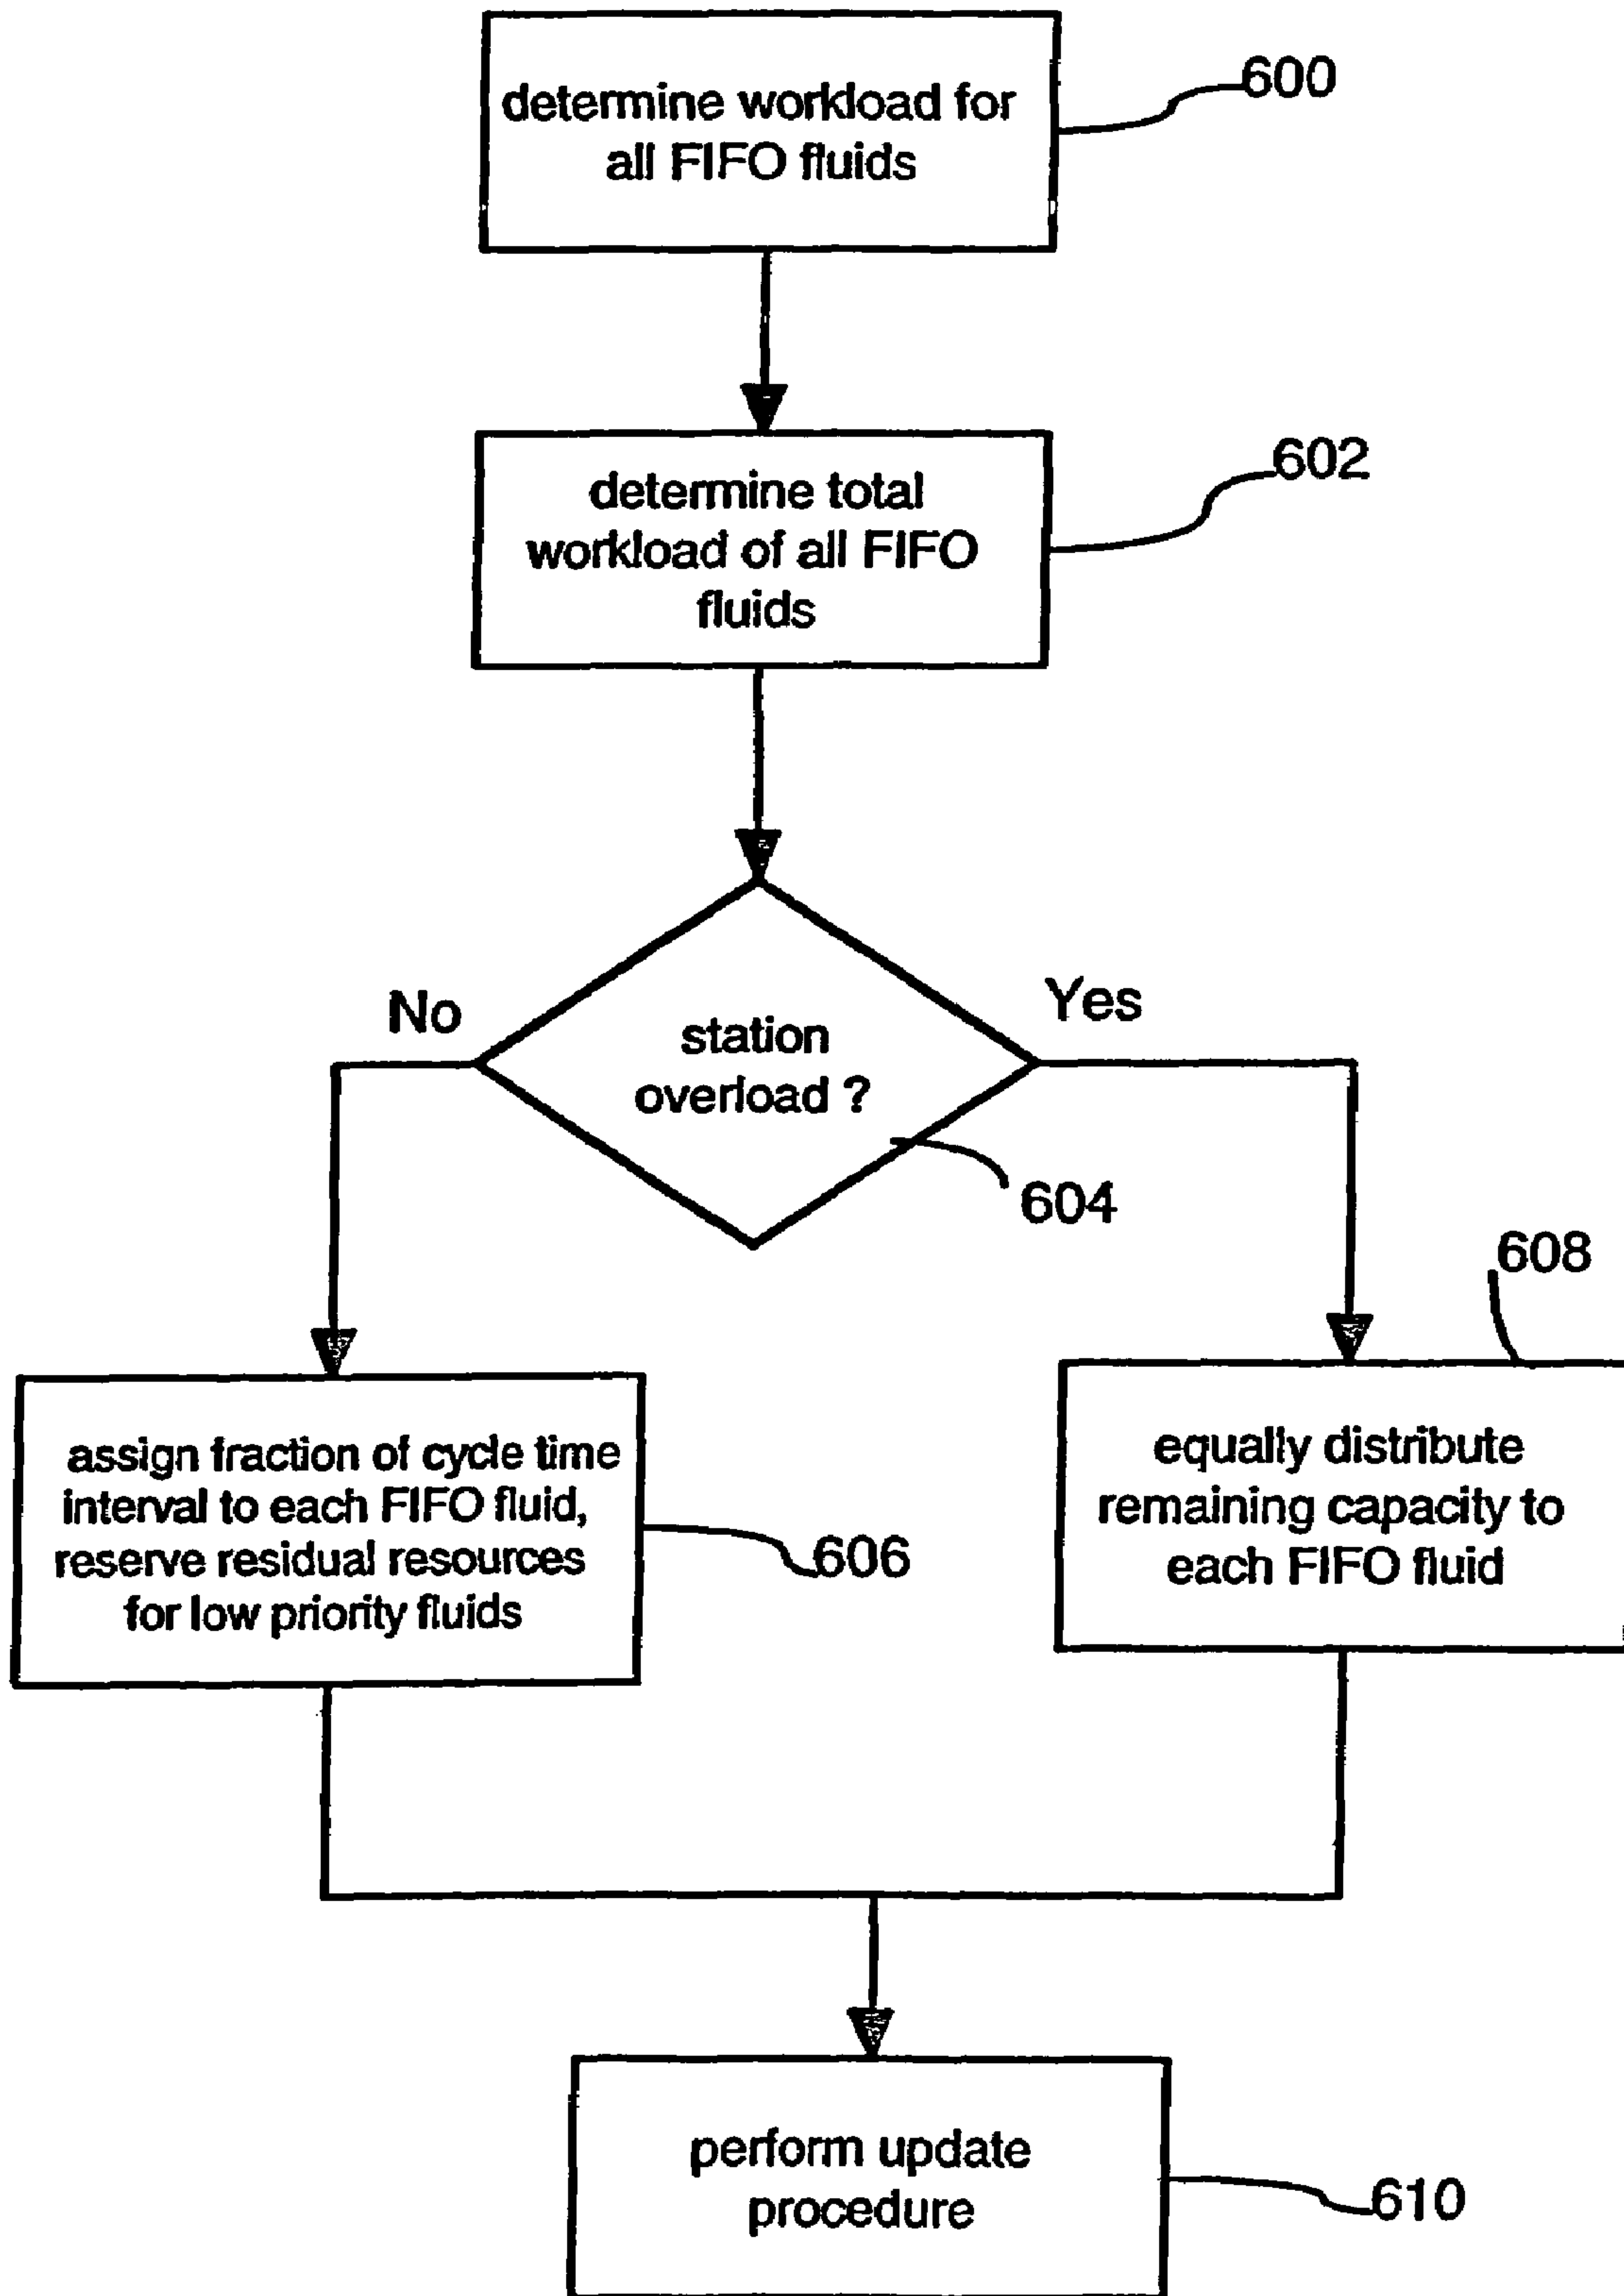 determine workload for
all FIFO fluids
600
determine total
workload of all FIFO
fluids
602
No
Yes
station
overload ?
604
608
assign fraction of cycle time
interval to each FIFO fluid,
reserve residual resources
for low priority fluids
606
equally distribute
remaining capacity to
each FIFO fluid
perform update
procedure
610